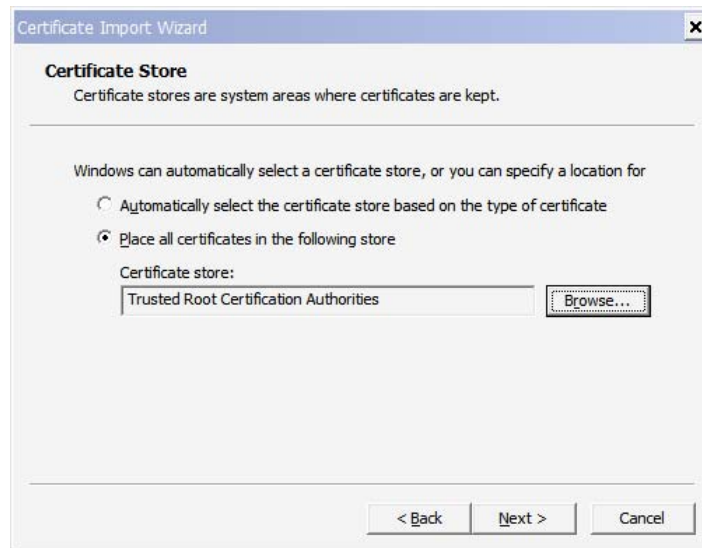 Certificate Import Wizard
Certificate Store
Certificate stores are system areas where certificates are kept.
Windows can automatically select a certificate store, or you can specify a location for
Automatically select the certificate store based on the type of certificate
Place all certificates in the following store
Certificate store:
Trusted Root Certification Authorities
Browse...
< Back
Next >
Cancel